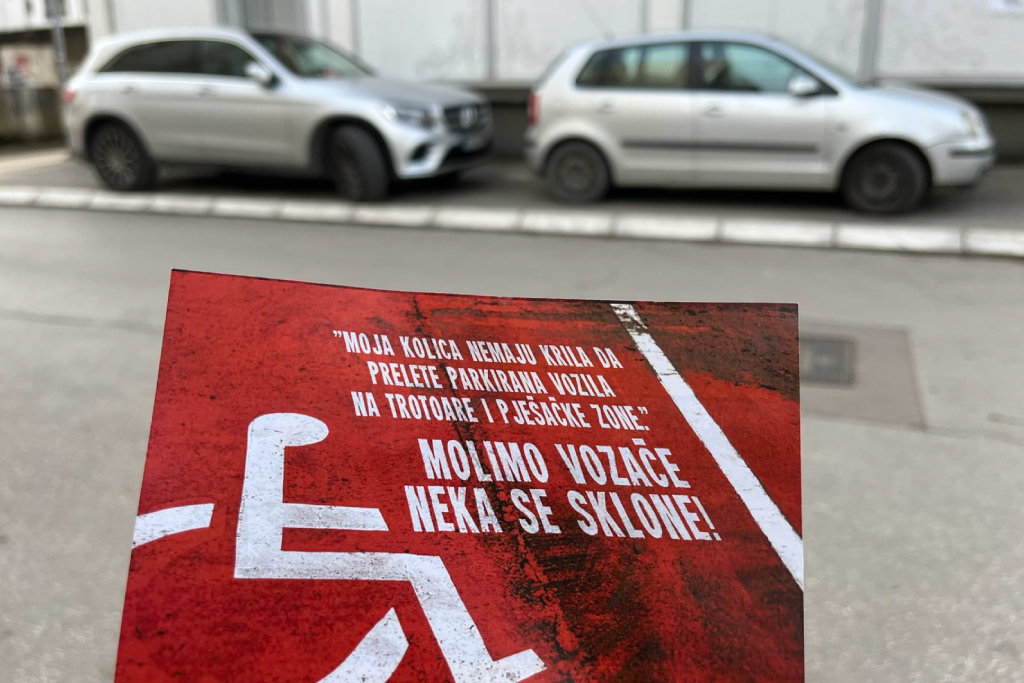 "MOJA KOLICA NEMAJU KRILA DA
PRELETE PARKIRANA VOZILA
NA TROTOARE I PJEŠAČKE ZONE."
MOLIMO VOZAČE
NEKA SE SKLONE!